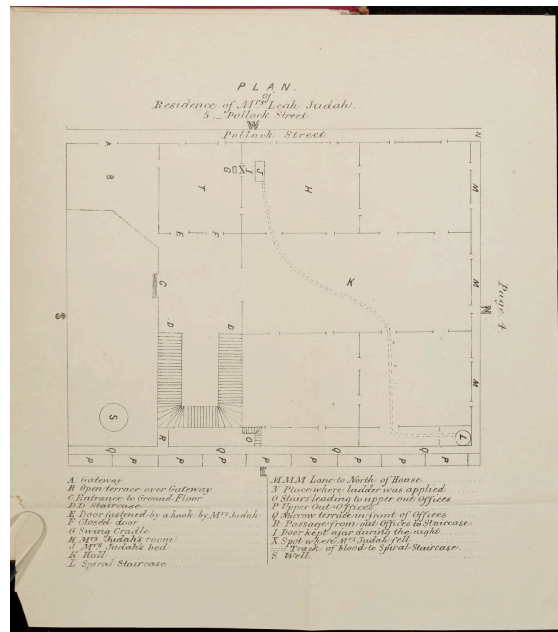 PLAN.
of
Residence of Mrs Leah Judah.
5._ Pollock Street.
W
Pollock Street
N
A
B
T
G
X
I
J
H
M
E
F
K
M
C
Page 4
N
S
D
D
M
S
R
O
L
Q
Q
Q
Q
P
P
P
P
P
P
P
P
P
A Gateway
B Open terrace over Gateway
C Entrance to Ground Floor
D.D. Staircase
E Door fastened by a hook by Mrs Judah
F Closed door
G Swing Cradle
H Mrs Judah's room
J Mrs Judah's bed
K Hall
L Spiral Staircase
M.M.M Lane to North of House
N Place where ladder was applied
O Stairs leading to upper out Offices
P Upper Out=Offices
Q Narrow terrace in front of Offices
R Passage from out Offices to Staircase
I Door kept ajar during the night
X Spot where Mrs Judah fell
Track of blood to Spiral Staircase
S Well